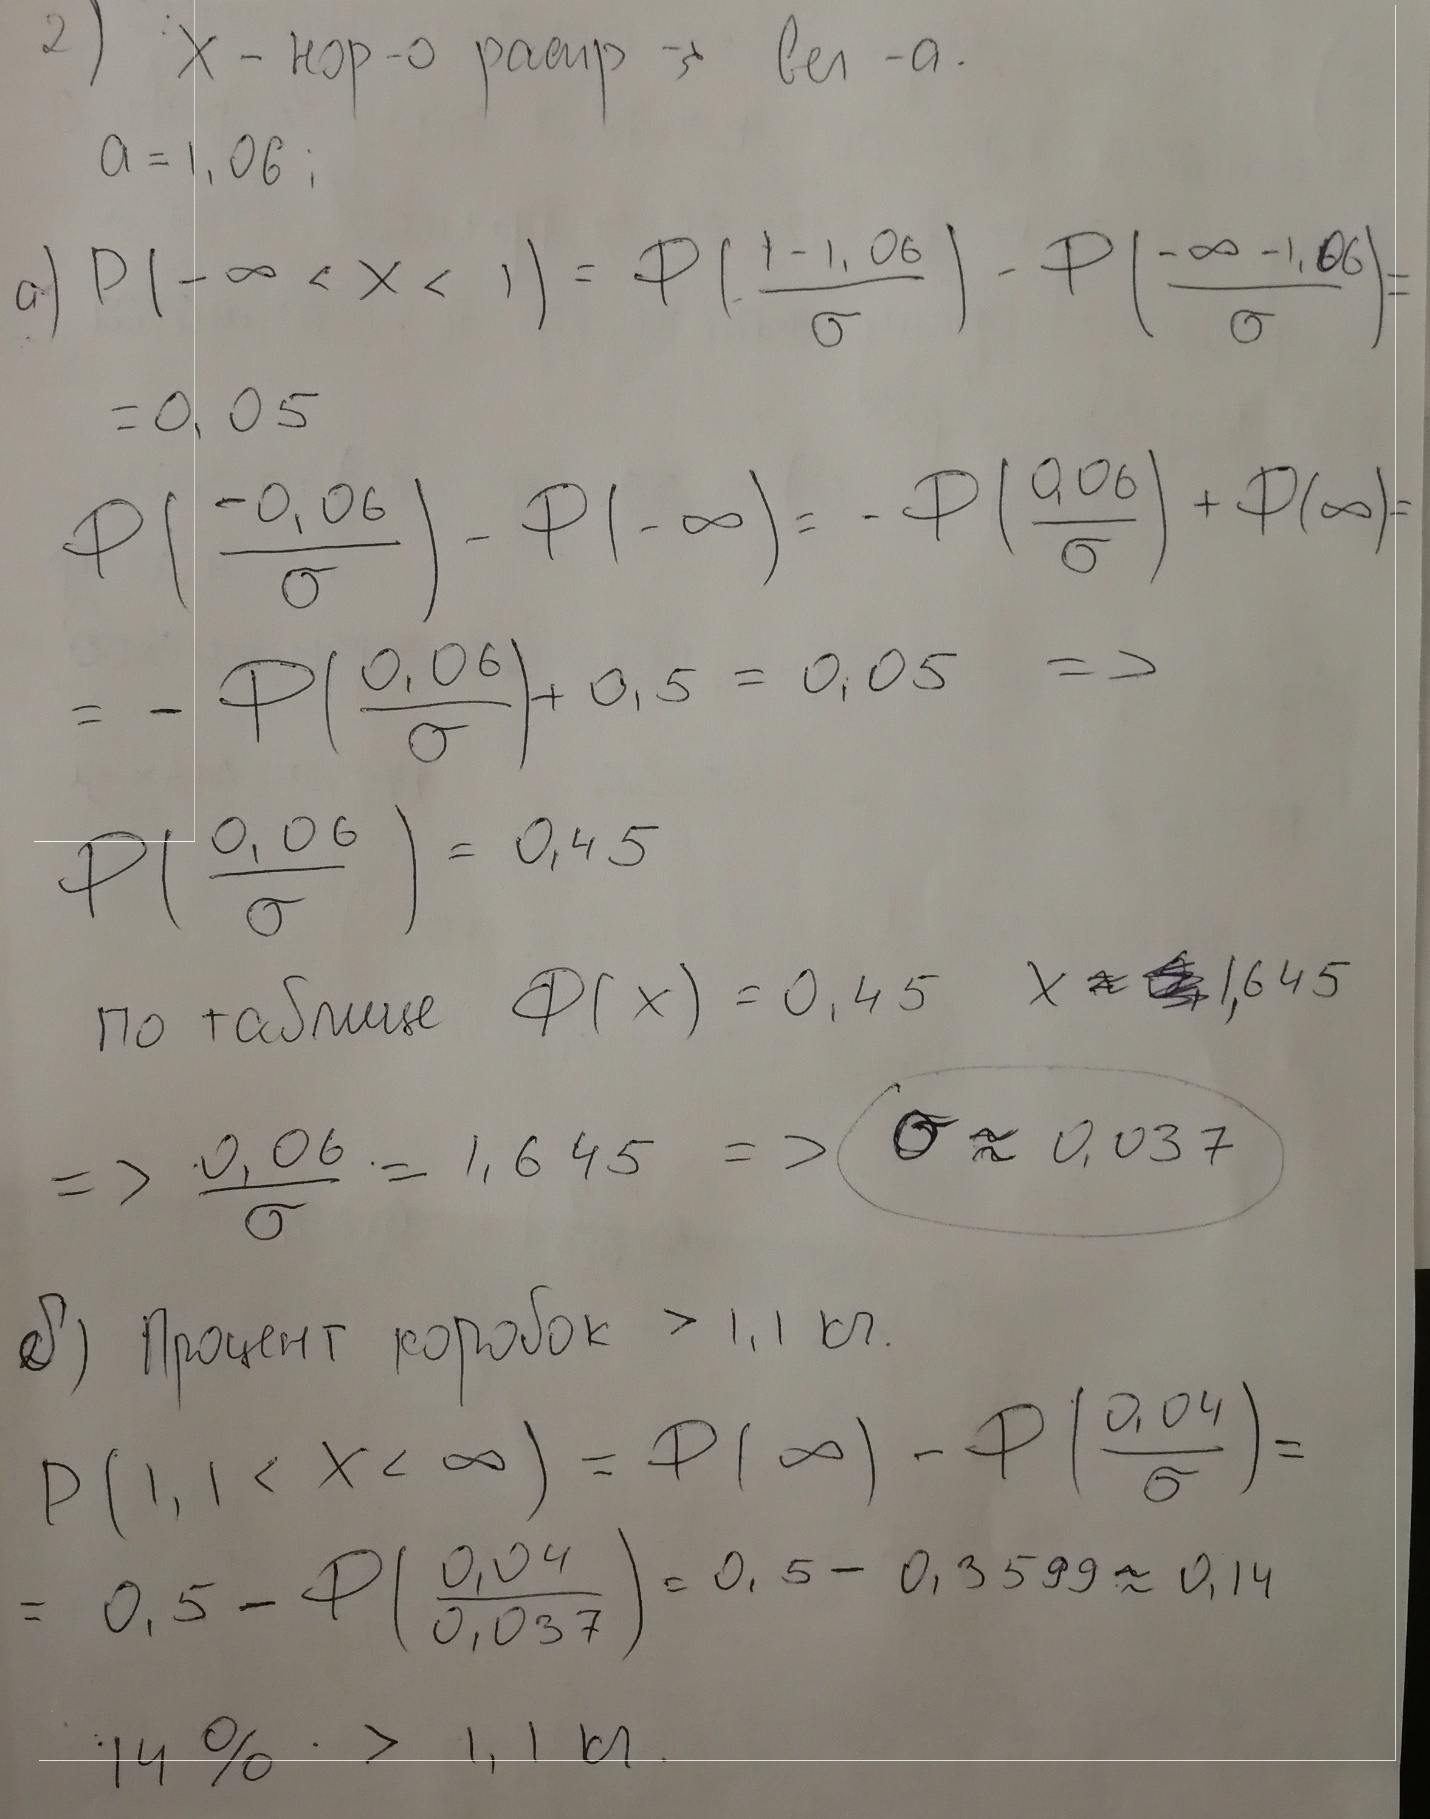 2) X - нор-о распр → вел-а.
a = 1,06;
а) P(-∞ < X < 1) = Ф((1-1,06)/σ) - Ф((-∞-1,06)/σ) =
= 0,05
Ф((-0,06)/σ) - Ф(-∞) = -Ф(0,06/σ) + Ф(∞) =
= -Ф(0,06/σ) + 0,5 = 0,05 =>
Ф(0,06/σ) = 0,45
по таблице Ф(x) = 0,45 x ≈ 1,645
=> 0,06/σ = 1,645 => σ ≈ 0,037
б) Процент коробок > 1,1 кг.
P(1,1 < X < ∞) = Ф(∞) - Ф(0,04/σ) =
= 0,5 - Ф(0,04/0,037) = 0,5 - 0,3599 ≈ 0,14
14% > 1,1 кг.